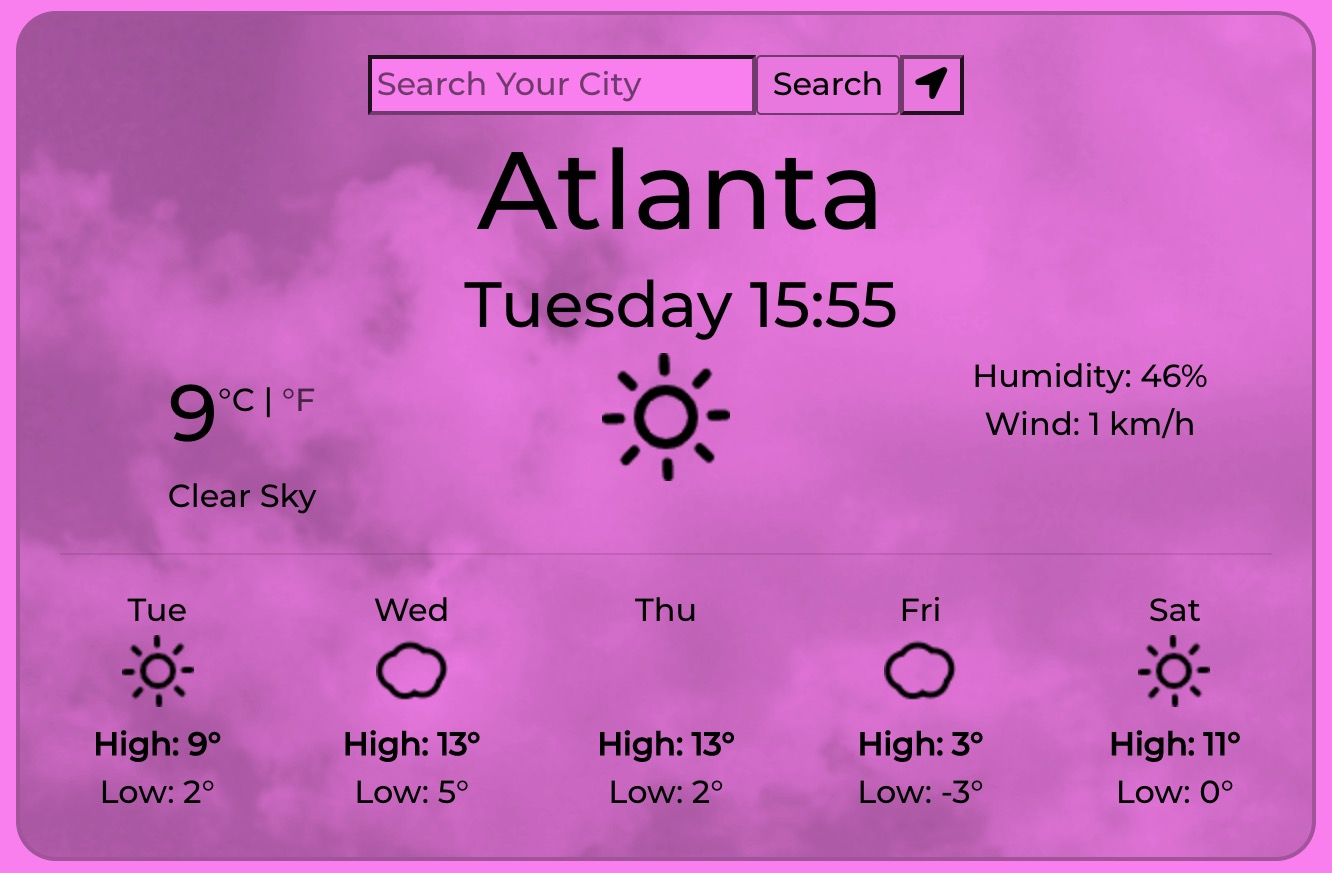 Search Your City Search
Atlanta
Tuesday 15:55
9°C | °F
Clear Sky
Humidity: 46%
Wind: 1 km/h
Tue Wed Thu Fri Sat
High: 9° High: 13° High: 13° High: 3° High: 11°
Low: 2° Low: 5° Low: 2° Low: -3° Low: 0°